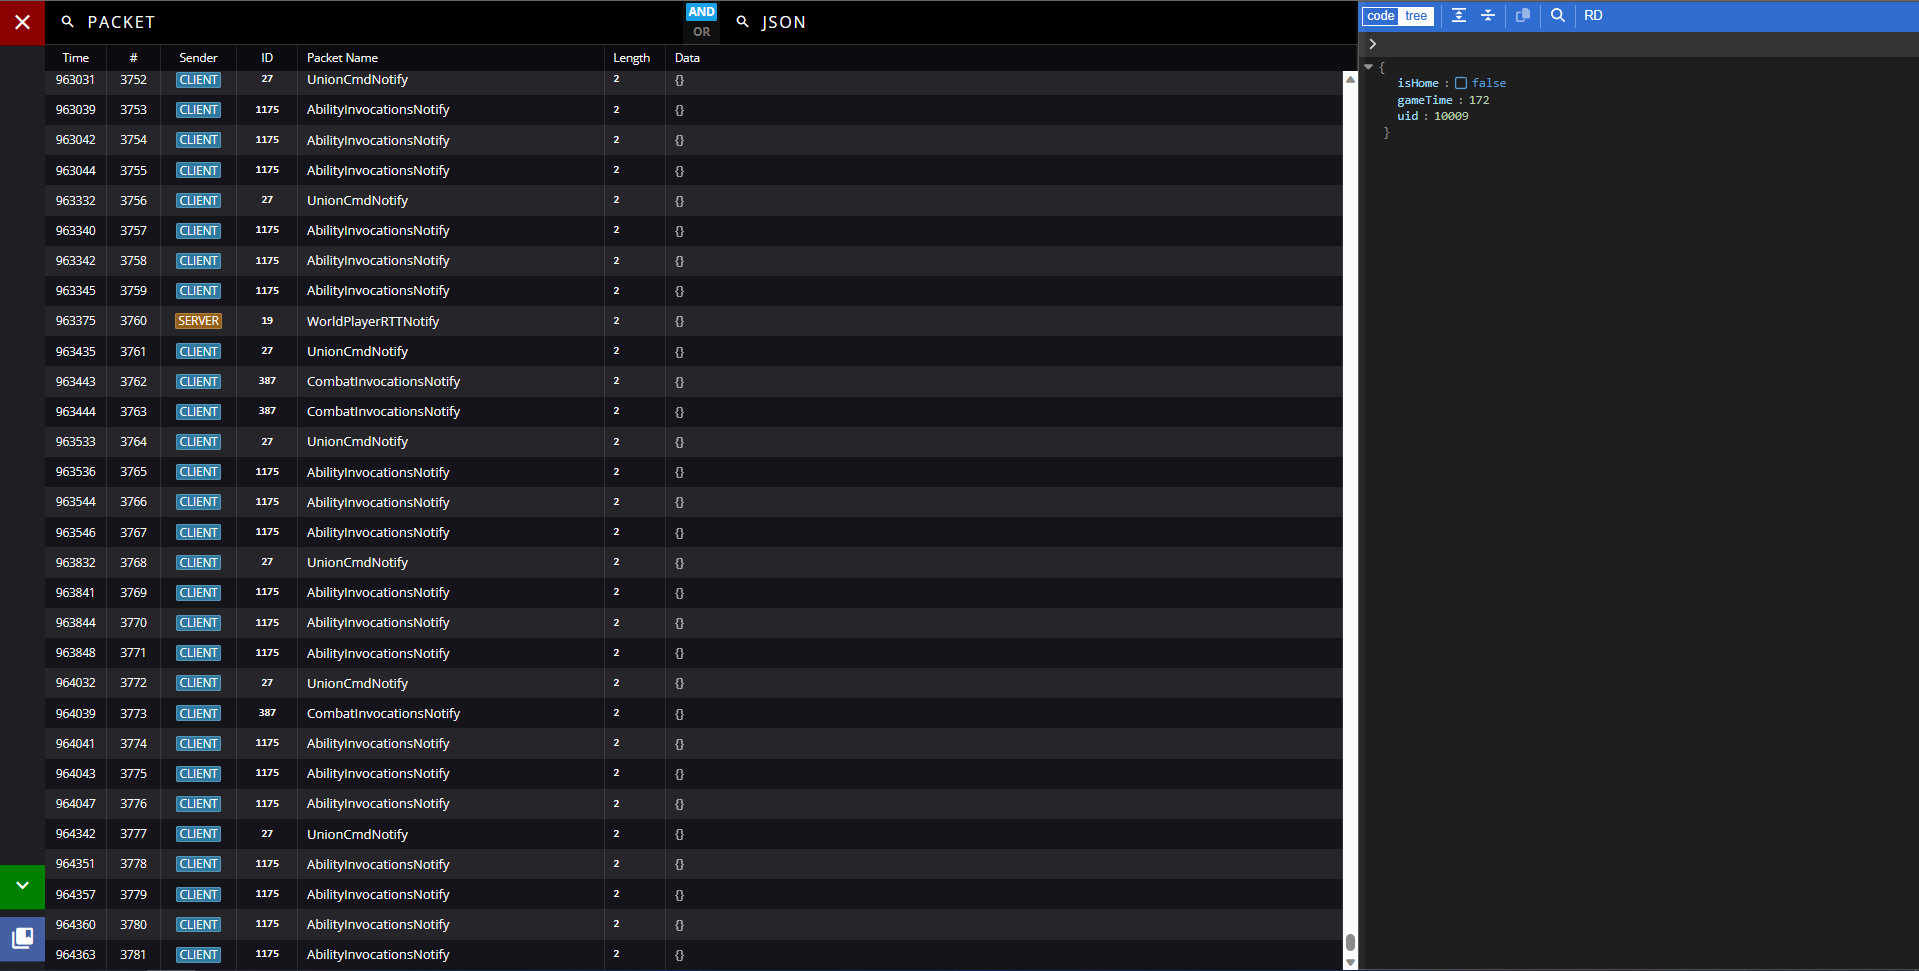 PACKET AND OR JSON code tree RD
Time # Sender ID Packet Name Length Data
963031 3752 CLIENT 27 UnionCmdNotify 2 {}
963039 3753 CLIENT 1175 AbilityInvocationsNotify 2 {}
963042 3754 CLIENT 1175 AbilityInvocationsNotify 2 {}
963044 3755 CLIENT 1175 AbilityInvocationsNotify 2 {}
963332 3756 CLIENT 27 UnionCmdNotify 2 {}
963340 3757 CLIENT 1175 AbilityInvocationsNotify 2 {}
963342 3758 CLIENT 1175 AbilityInvocationsNotify 2 {}
963345 3759 CLIENT 1175 AbilityInvocationsNotify 2 {}
963375 3760 SERVER 19 WorldPlayerRTTNotify 2 {}
963435 3761 CLIENT 27 UnionCmdNotify 2 {}
963443 3762 CLIENT 387 CombatInvocationsNotify 2 {}
963444 3763 CLIENT 387 CombatInvocationsNotify 2 {}
963533 3764 CLIENT 27 UnionCmdNotify 2 {}
963536 3765 CLIENT 1175 AbilityInvocationsNotify 2 {}
963544 3766 CLIENT 1175 AbilityInvocationsNotify 2 {}
963546 3767 CLIENT 1175 AbilityInvocationsNotify 2 {}
963832 3768 CLIENT 27 UnionCmdNotify 2 {}
963841 3769 CLIENT 1175 AbilityInvocationsNotify 2 {}
963844 3770 CLIENT 1175 AbilityInvocationsNotify 2 {}
963848 3771 CLIENT 1175 AbilityInvocationsNotify 2 {}
964032 3772 CLIENT 27 UnionCmdNotify 2 {}
964039 3773 CLIENT 387 CombatInvocationsNotify 2 {}
964041 3774 CLIENT 1175 AbilityInvocationsNotify 2 {}
964043 3775 CLIENT 1175 AbilityInvocationsNotify 2 {}
964047 3776 CLIENT 1175 AbilityInvocationsNotify 2 {}
964342 3777 CLIENT 27 UnionCmdNotify 2 {}
964351 3778 CLIENT 1175 AbilityInvocationsNotify 2 {}
964357 3779 CLIENT 1175 AbilityInvocationsNotify 2 {}
964360 3780 CLIENT 1175 AbilityInvocationsNotify 2 {}
964363 3781 CLIENT 1175 AbilityInvocationsNotify 2 {}
{
isHome : false
gameTime : 172
uid : 10009
}